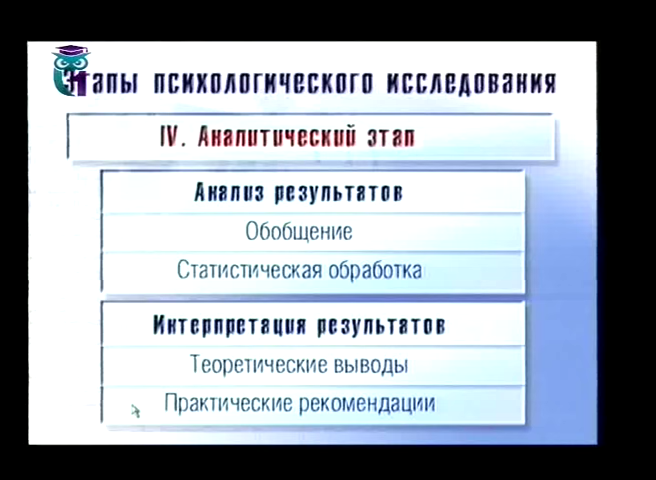 Этапы психологического исследования
IV. Аналитический этап
Анализ результатов
Обобщение
Статистическая обработка
Интерпретация результатов
Теоретические выводы
Практические рекомендации